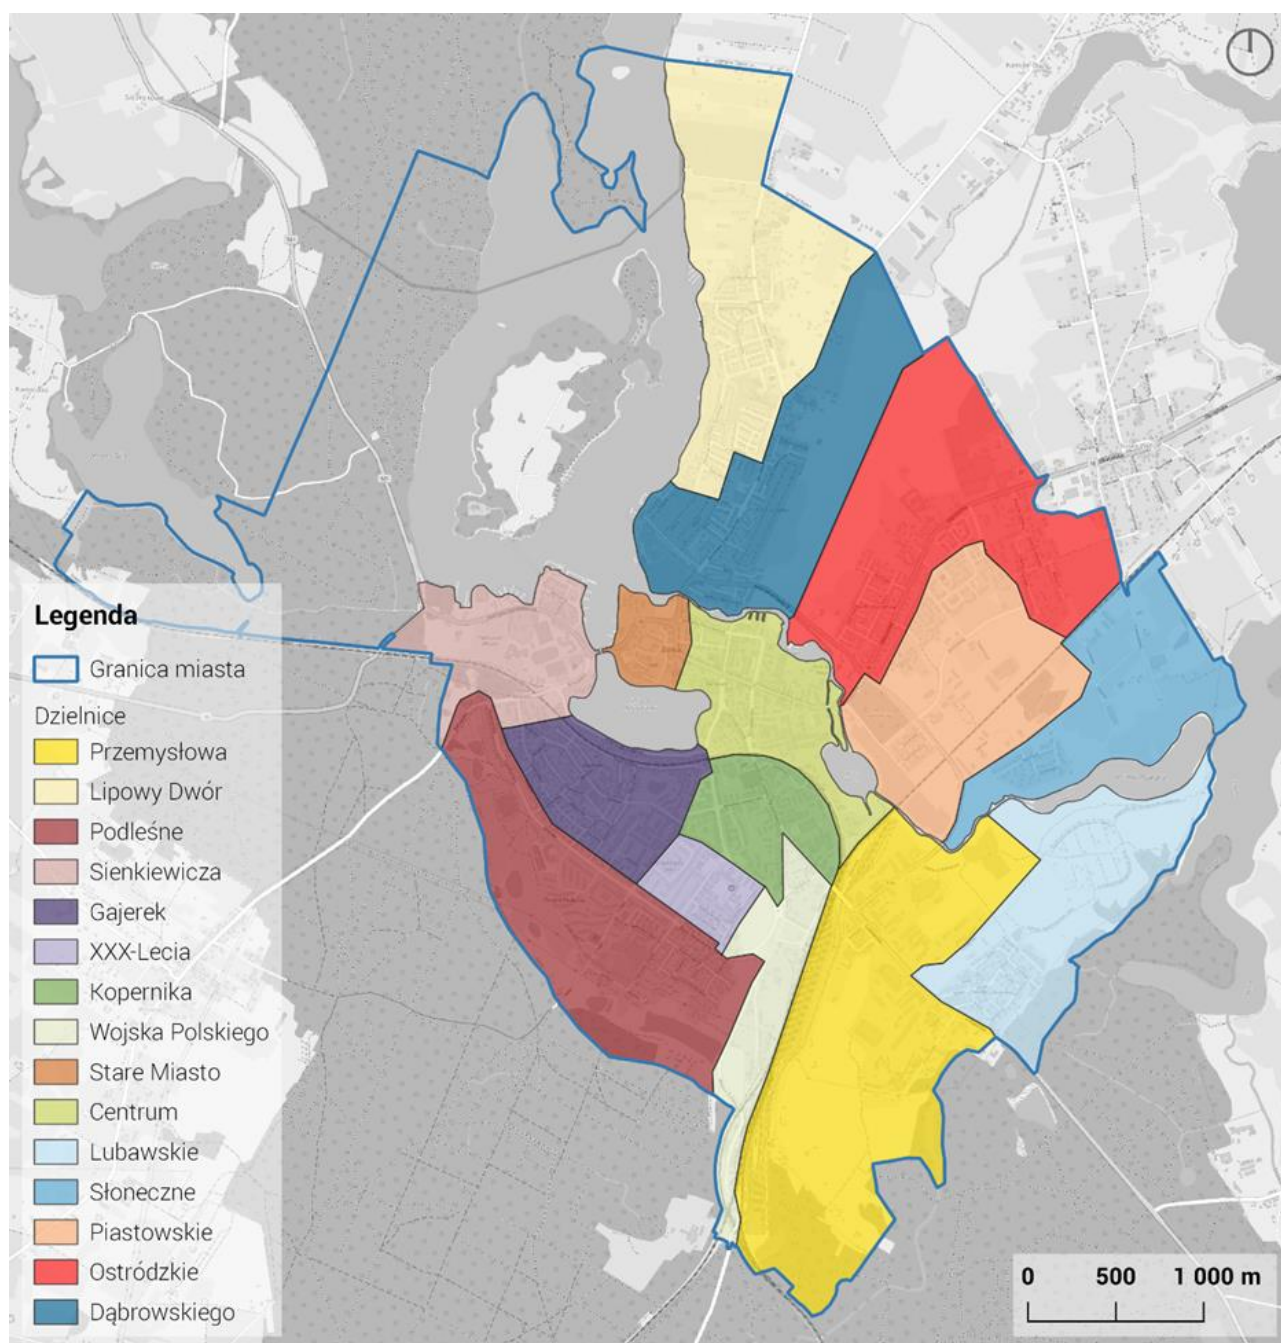 Legenda
Granica miasta
Dzielnice
Przemysłowa
Lipowy Dwór
Podleśne
Sienkiewicza
Gajerek
XXX-Lecia
Kopernika
Wojska Polskiego
Stare Miasto
Centrum
Lubawskie
Słoneczne
Piastowskie
Ostródzkie
Dąbrowskiego
0 500 1 000 m